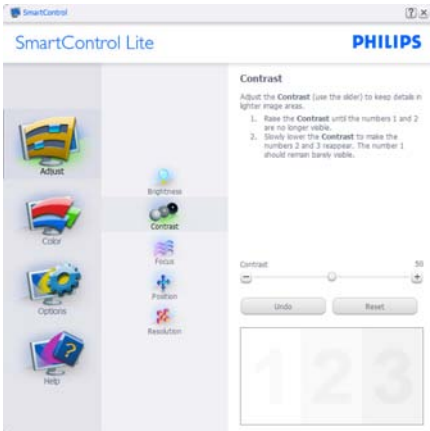 SmartControl
SmartControl Lite
PHILIPS
Adjust
Color
Options
Help
Brightness
Contrast
Focus
Position
Resolution
Contrast
Adjust the Contrast (use the slider) to keep details in
lighter image areas.
1. Raise the Contrast until the numbers 1 and 2
are no longer visible.
2. Slowly lower the Contrast to make the
numbers 2 and 3 reappear. The number 1
should remain barely visible.
Contrast 50
Undo Reset
1 2 3